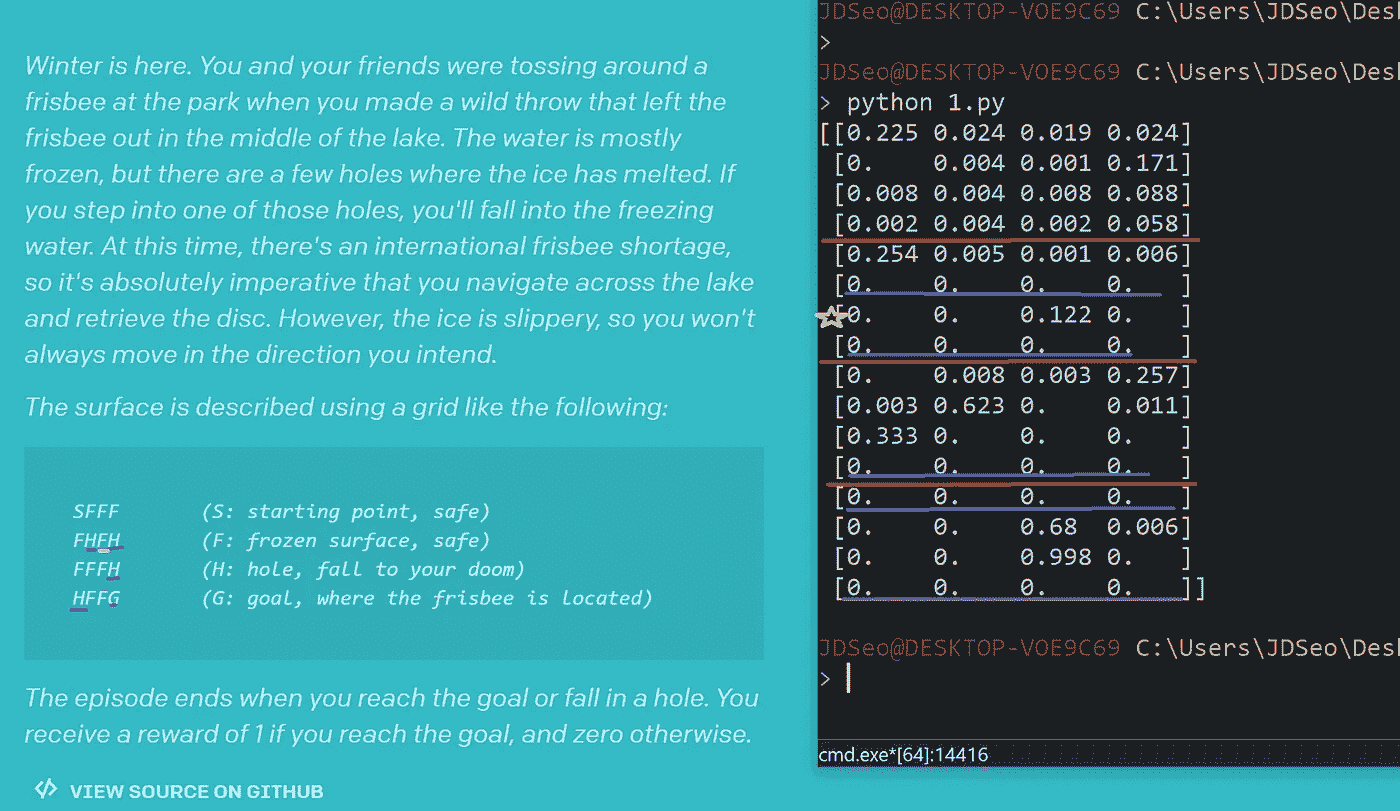 Winter is here. You and your friends were tossing around a
frisbee at the park when you made a wild throw that left the
frisbee out in the middle of the lake. The water is mostly
frozen, but there are a few holes where the ice has melted. If
you step into one of those holes, you'll fall into the freezing
water. At this time, there's an international frisbee shortage,
so it's absolutely imperative that you navigate across the lake
and retrieve the disc. However, the ice is slippery, so you won't
always move in the direction you intend.
The surface is described using a grid like the following:
SFFF (S: starting point, safe)
FHFH (F: frozen surface, safe)
FFFH (H: hole, fall to your doom)
HFFG (G: goal, where the frisbee is located)
The episode ends when you reach the goal or fall in a hole. You
receive a reward of 1 if you reach the goal, and zero otherwise.
VIEW SOURCE ON GITHUB
JDSeo@DESKTOP-VOE9C69 C:\Users\JDSeo\Des
>
JDSeo@DESKTOP-VOE9C69 C:\Users\JDSeo\Des
> python 1.py
[[0.225 0.024 0.019 0.024]
[0. 0.004 0.001 0.171]
[0.008 0.004 0.008 0.088]
[0.002 0.004 0.002 0.058]
[0.254 0.005 0.001 0.006]
[0. 0. 0. 0. ]
[0. 0. 0.122 0. ]
[0. 0. 0. 0. ]
[0. 0.008 0.003 0.257]
[0.003 0.623 0. 0.011]
[0.333 0. 0. 0. ]
[0. 0. 0. 0. ]
[0. 0. 0. 0. ]
[0. 0. 0.68 0.006]
[0. 0. 0.998 0. ]
[0. 0. 0. 0. ]]
JDSeo@DESKTOP-VOE9C69 C:\Users\JDSeo\Des
>
cmd.exe*[64]:14416